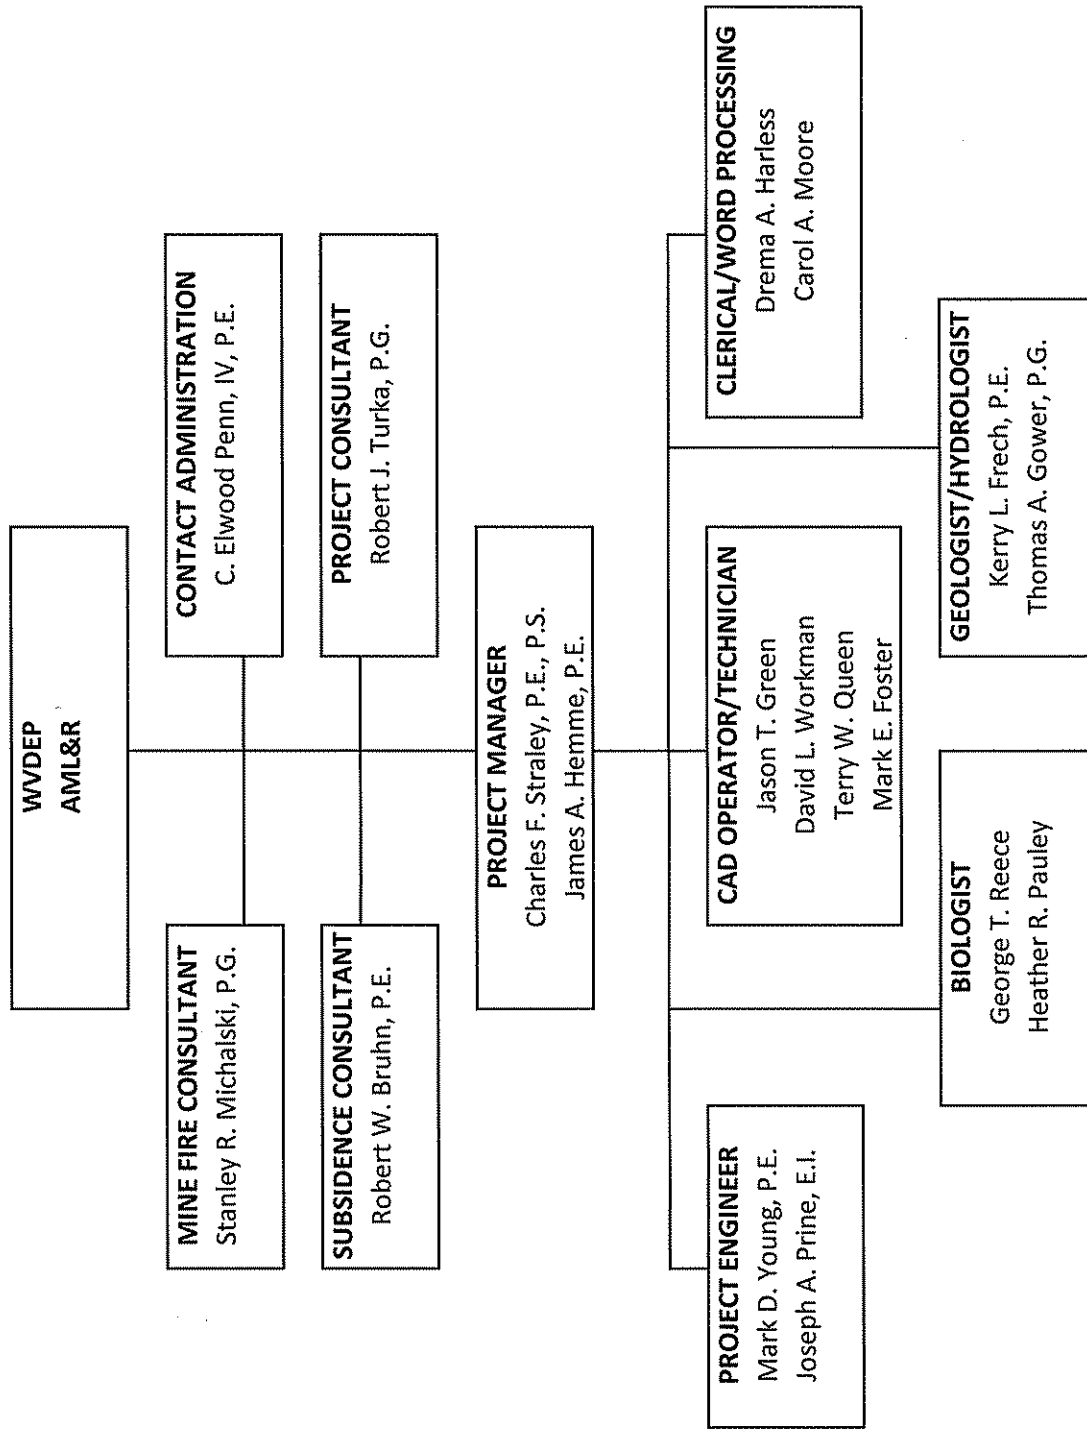 WVDEP
AML&R
MINE FIRE CONSULTANT
Stanley R. Michalski, P.G.
CONTACT ADMINISTRATION
C. Elwood Penn, IV, P.E.
SUBSIDENCE CONSULTANT
Robert W. Bruhn, P.E.
PROJECT CONSULTANT
Robert J. Turka, P.G.
PROJECT MANAGER
Charles F. Straley, P.E., P.S.
James A. Hemme, P.E.
PROJECT ENGINEER
Mark D. Young, P.E.
Joseph A. Prine, E.I.
CAD OPERATOR/TECHNICIAN
Jason T. Green
David L. Workman
Terry W. Queen
Mark E. Foster
CLERICAL/WORD PROCESSING
Drema A. Harless
Carol A. Moore
BIOLOGIST
George T. Reece
Heather R. Pauley
GEOLOGIST/HYDROLOGIST
Kerry L. Frech, P.E.
Thomas A. Gower, P.G.